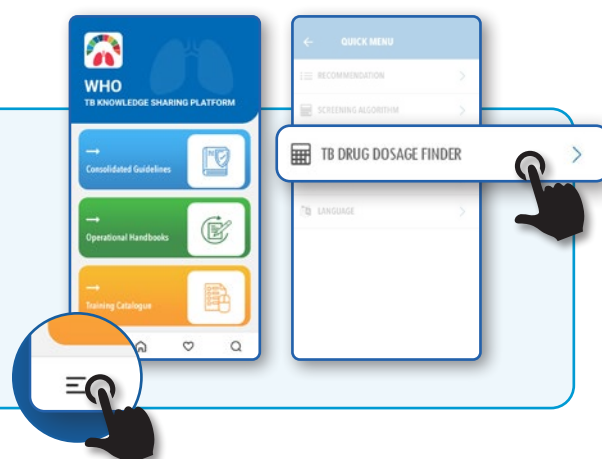 WHO
TB KNOWLEDGE SHARING PLATFORM
Consolidated Guidelines
Operational Handbooks
Training Catalogue
QUICK MENU
RECOMMENDATION
SCREENING ALGORITHM
TB DRUG DOSAGE FINDER
LANGUAGE